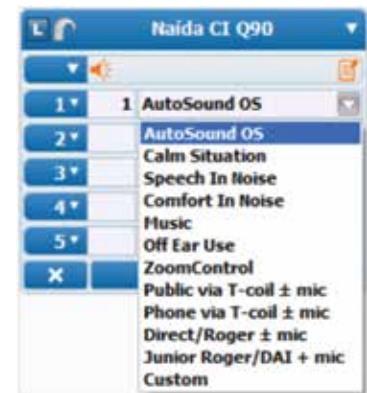 L Naída CI Q90
1 1 AutoSound OS
2 AutoSound OS
Calm Situation
3 Speech In Noise
4 Comfort In Noise
Music
5 Off Ear Use
ZoomControl
Public via T-coil ± mic
Phone via T-coil ± mic
Direct/Roger ± mic
Junior Roger/DAI + mic
Custom